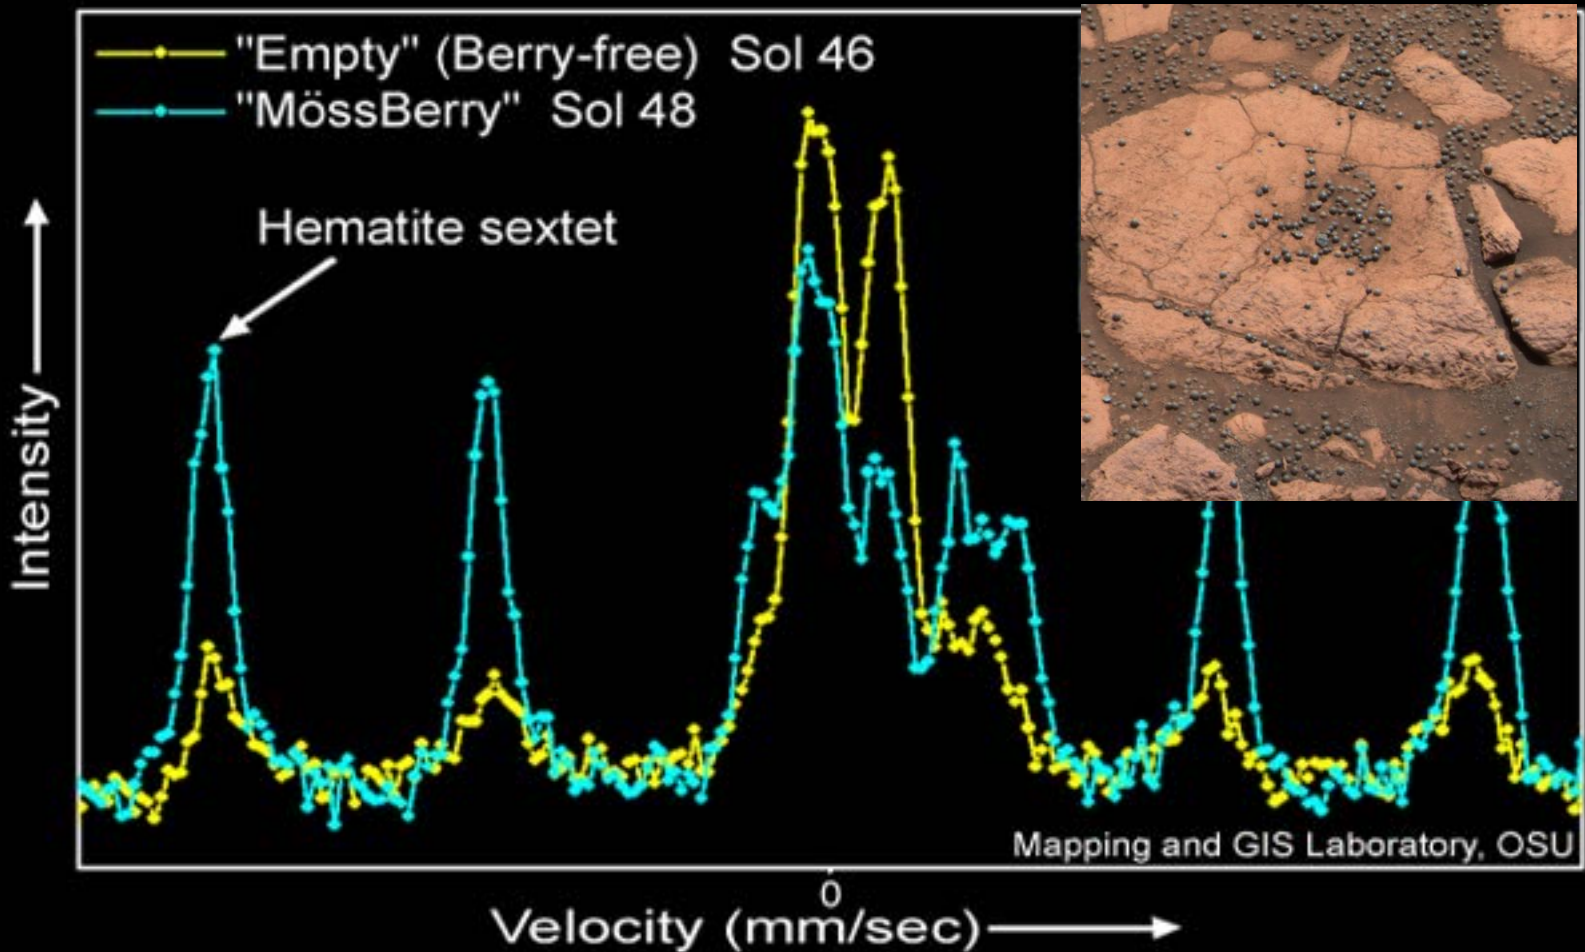 "Empty" (Berry-free) Sol 46
"MössBerry" Sol 48
Hematite sextet
Intensity
Mapping and GIS Laboratory, OSU
0
Velocity (mm/sec)